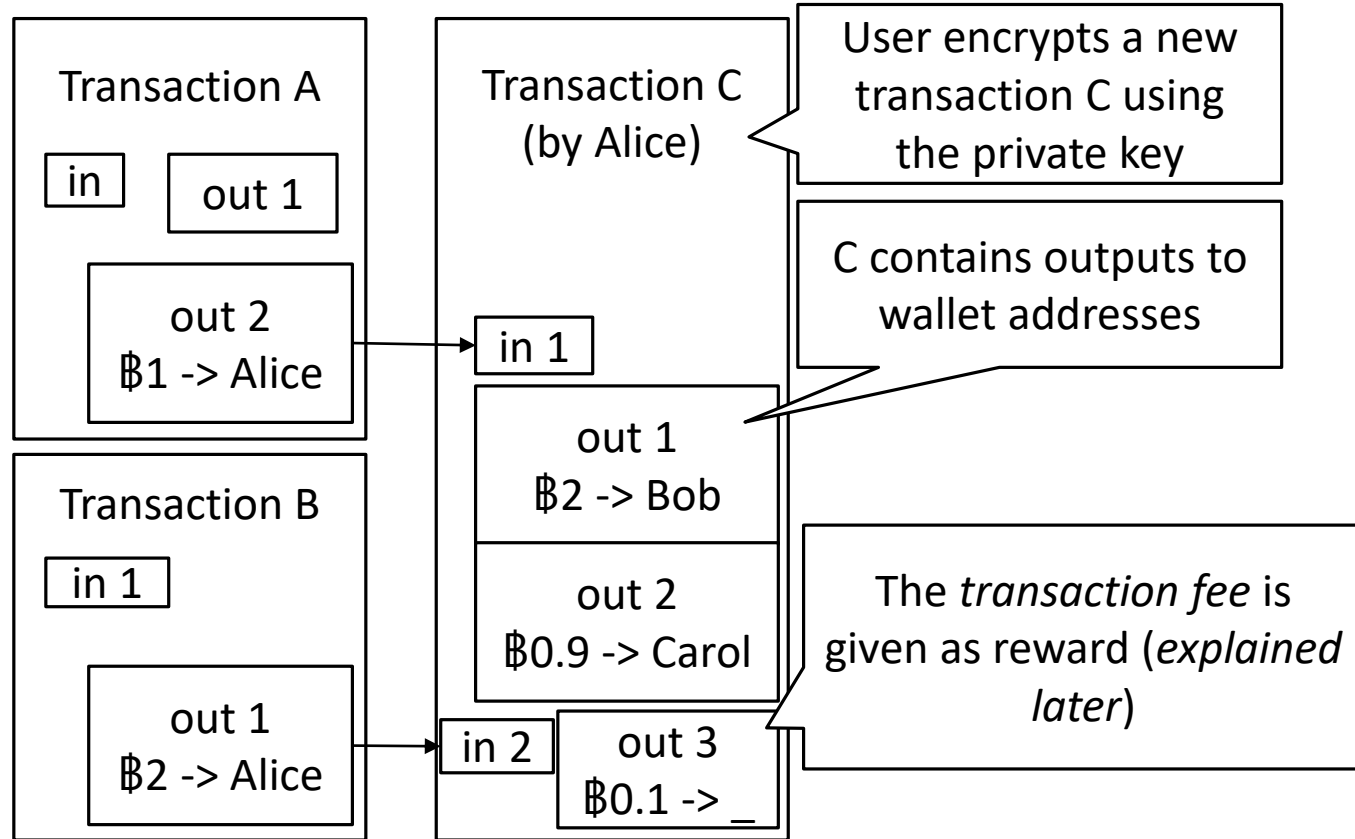 Transaction A
in
out 1
out 2
฿1 -> Alice
Transaction B
in 1
out 1
฿2 -> Alice
Transaction C
(by Alice)
in 1
out 1
฿2 -> Bob
out 2
฿0.9 -> Carol
in 2
out 3
฿0.1 -> _
User encrypts a new
transaction C using
the private key
C contains outputs to
wallet addresses
The transaction fee is
given as reward (explained
later)